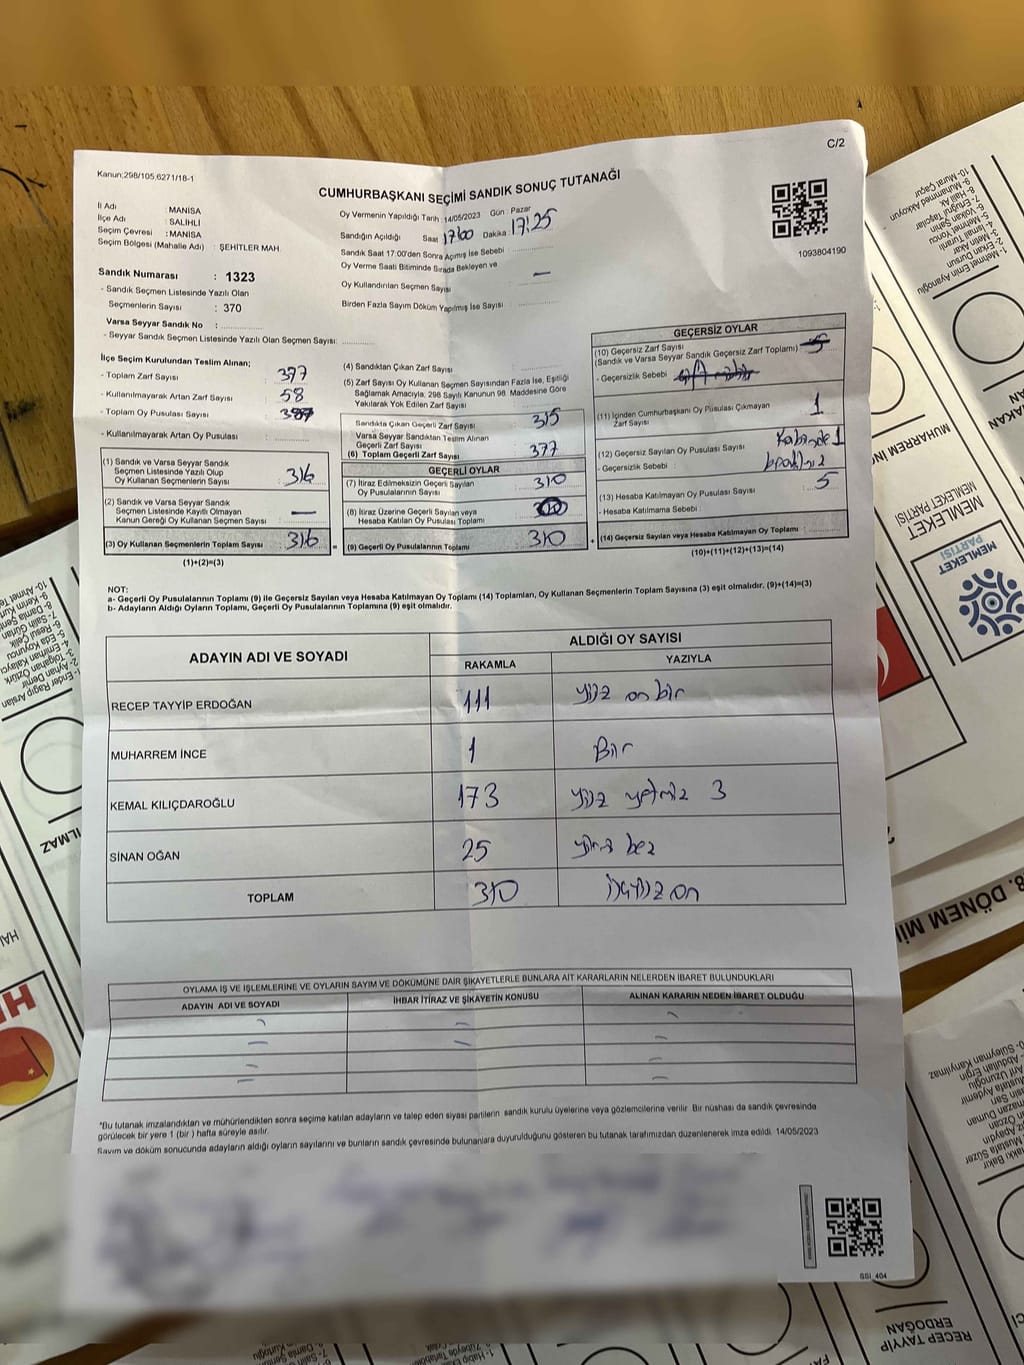 C/2
Kanun;298/105,6271/18-1
CUMHURBAŞKANI SEÇİMİ SANDIK SONUÇ TUTANAĞI
İl Adı : MANİSA
İlçe Adı : SALİHLİ
Seçim Çevresi : MANİSA
Seçim Bölgesi (Mahalle Adı) : ŞEHİTLER MAH.
Oy Vermenin Yapıldığı Tarih :14/05/2023 Gün : Pazar
Sandığın Açıldığı Saat 17:00 Dakika 17:25
Sandık Saat 17:00'den Sonra Açılmış İse Sebebi
Oy Verme Saati Bitiminde Sırada Bekleyen ve
Oy Kullandırılan Seçmen Sayısı —
Birden Fazla Sayım Döküm Yapılmış İse Sayısı
1093804190
Sandık Numarası : 1323
- Sandık Seçmen Listesinde Yazılı Olan
Seçmenlerin Sayısı : 370
Varsa Seyyar Sandık No :
- Seyyar Sandık Seçmen Listesinde Yazılı Olan Seçmen Sayısı:
İlçe Seçim Kurulundan Teslim Alınan;
- Toplam Zarf Sayısı 377
- Kullanılmayarak Artan Zarf Sayısı 58
- Toplam Oy Pusulası Sayısı
- Kullanılmayarak Artan Oy Pusulası
(1) Sandık ve Varsa Seyyar Sandık
Seçmen Listesinde Yazılı Olup
Oy Kullanan Seçmenlerin Sayısı 316
(2) Sandık ve Varsa Seyyar Sandık
Seçmen Listesinde Kayıtlı Olmayan
Kanun Gereği Oy Kullanan Seçmen Sayısı —
(3) Oy Kullanan Seçmenlerin Toplam Sayısı 316
(1)+(2)=(3)
(4) Sandıktan Çıkan Zarf Sayısı
(5) Zarf Sayısı Oy Kullanan Seçmen Sayısından Fazla İse, Eşitliği
Sağlamak Amacıyla, 298 Sayılı Kanunun 98. Maddesine Göre
Yakılarak Yok Edilen Zarf Sayısı
Sandıkta Çıkan Geçerli Zarf Sayısı 315
Varsa Seyyar Sandıktan Teslim Alınan
Geçerli Zarf Sayısı
(6) Toplam Geçerli Zarf Sayısı 377
GEÇERLİ OYLAR
(7) İtiraz Edilmeksizin Geçerli Sayılan
Oy Pusulalarının Sayısı 310
(8) İtiraz Üzerine Geçerli Sayılan veya
Hesaba Katılan Oy Pusulası Toplamı
(9) Geçerli Oy Pusulalarının Toplamı 310
GEÇERSİZ OYLAR
(10) Geçersiz Zarf Sayısı
(Sandık ve Varsa Seyyar Sandık Geçersiz Zarf Toplamı) 5
- Geçersizlik Sebebi
(11) İçinden Cumhurbaşkanı Oy Pusulası Çıkmayan
Zarf Sayısı 1
(12) Geçersiz Sayılan Oy Pusulası Sayısı
- Geçersizlik Sebebi :
(13) Hesaba Katılmayan Oy Pusulası Sayısı 5
- Hesaba Katılmama Sebebi :
(14) Geçersiz Sayılan veya Hesaba Katılmayan Oy Toplamı
(10)+(11)+(12)+(13)=(14)
NOT:
a- Geçerli Oy Pusulalarının Toplamı (9) ile Geçersiz Sayılan veya Hesaba Katılmayan Oy Toplamı (14) Toplamları, Oy Kullanan Seçmenlerin Toplam Sayısına (3) eşit olmalıdır. (9)+(14)=(3)
b- Adayların Aldığı Oyların Toplamı, Geçerli Oy Pusulalarının Toplamına (9) eşit olmalıdır.
ADAYIN ADI VE SOYADI ALDIĞI OY SAYISI
RAKAMLA YAZIYLA
RECEP TAYYİP ERDOĞAN 111 yüz on bir
MUHARREM İNCE 1 Bir
KEMAL KILIÇDAROĞLU 173 yüz yetmiz 3
SİNAN OĞAN 25
TOPLAM 310
OYLAMA İŞ VE İŞLEMLERİNE VE OYLARIN SAYIM VE DÖKÜMÜNE DAİR ŞİKAYETLERLE BUNLARA AİT KARARLARIN NELERDEN İBARET BULUNDUKLARI
ADAYIN ADI VE SOYADI İHBAR İTİRAZ VE ŞİKAYETİN KONUSU ALINAN KARARIN NEDEN İBARET OLDUĞU
*Bu tutanak imzalandıktan ve mühürlendikten sonra seçime katılan adayların ve talep eden siyasi partilerin sandık kurulu üyelerine veya gözlemcilerine verilir. Bir nüshası da sandık çevresinde
görülecek bir yere 1 (bir ) hafta süreyle asılır.
Sayım ve döküm sonucunda adayların aldığı oyların sayılarını ve bunların sandık çevresinde bulunanlara duyurulduğunu gösteren bu tutanak tarafımızdan düzenlenerek imza edildi. 14/05/2023
GSI_404
MEMLEKET
PARTİSİ
MEMLEKET PARTİSİ
MUHARREM İNC
RECEP TAYYİP
ERDOĞAN
YILMAZ
8. DÖNEM Mİ